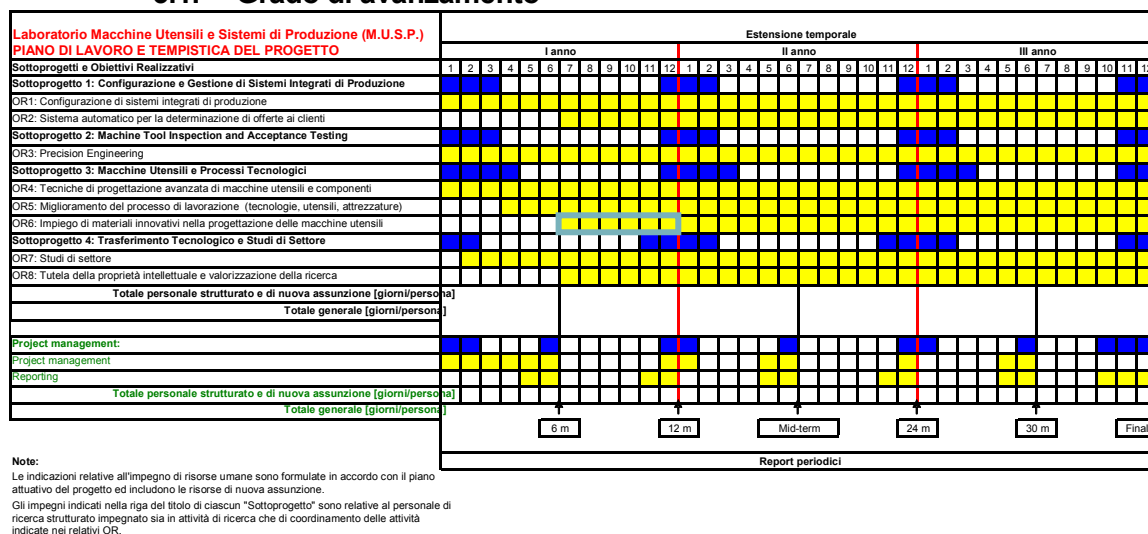 Laboratorio Macchine Utensili e Sistemi di Produzione (M.U.S.P.)
PIANO DI LAVORO E TEMPISTICA DEL PROGETTO
Estensione temporale
I anno II anno III anno
Sottoprogetti e Obiettivi Realizzativi 1 2 3 4 5 6 7 8 9 10 11 12 1 2 3 4 5 6 7 8 9 10 11 12 1 2 3 4 5 6 7 8 9 10 11
Sottoprogetto 1: Configurazione e Gestione di Sistemi Integrati di Produzione
OR1: Configurazione di sistemi integrati di produzione
OR2: Sistema automatico per la determinazione di offerte ai clienti
Sottoprogetto 2: Machine Tool Inspection and Acceptance Testing
OR3: Precision Engineering
Sottoprogetto 3: Macchine Utensili e Processi Tecnologici
OR4: Tecniche di progettazione avanzata di macchine utensili e componenti
OR5: Miglioramento del processo di lavorazione (tecnologie, utensili, attrezzature)
OR6: Impiego di materiali innovativi nella progettazione delle macchine utensili
Sottoprogetto 4: Trasferimento Tecnologico e Studi di Settore
OR7: Studi di settore
OR8: Tutela della proprietà intellettuale e valorizzazione della ricerca
Totale personale strutturato e di nuova assunzione [giorni/persona]
Totale generale [giorni/persona]
Project management:
Project management
Reporting
Totale personale strutturato e di nuova assunzione [giorni/persona]
Totale generale [giorni/persona]
6 m 12 m Mid-term 24 m 30 m Final
Report periodici
Note:
Le indicazioni relative all'impegno di risorse umane sono formulate in accordo con il piano
attuativo del progetto ed includono le risorse di nuova assunzione.
Gli impegni indicati nella riga del titolo di ciascun "Sottoprogetto" sono relative al personale di
ricerca strutturato impegnato sia in attività di ricerca che di coordinamento delle attività
indicate nei relativi OR.